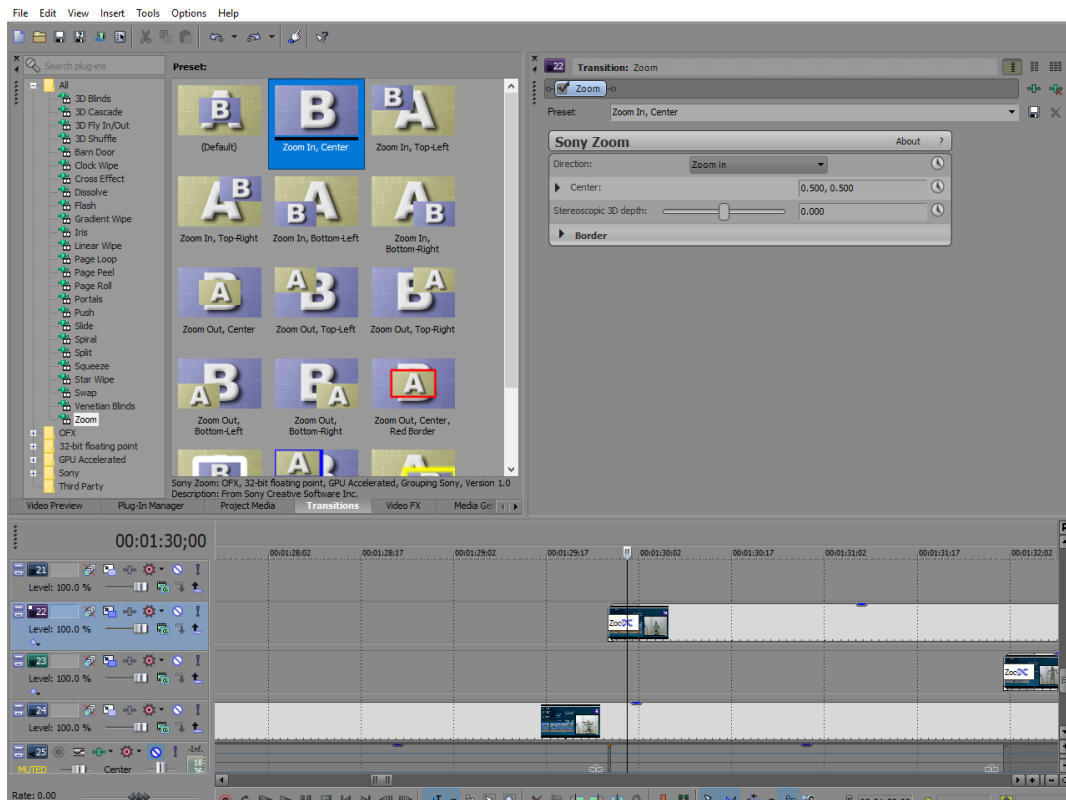 File Edit View Insert Tools Options Help
Search plug-ins
All
3D Blinds
3D Cascade
3D Fly In/Out
3D Shuffle
Barn Door
Clock Wipe
Cross Effect
Dissolve
Flash
Gradient Wipe
Iris
Linear Wipe
Page Loop
Page Peel
Page Roll
Portals
Push
Slide
Spiral
Split
Squeeze
Star Wipe
Swap
Venetian Blinds
Zoom
OFX
32-bit floating point
GPU Accelerated
Sony
Third Party
Preset:
(Default) Zoom In, Center Zoom In, Top-Left
Zoom In, Top-Right Zoom In, Bottom-Left Zoom In,
Bottom-Right
Zoom Out, Center Zoom Out, Top-Left Zoom Out, Top-Right
Zoom Out, Zoom Out, Zoom Out, Center,
Bottom-Left Bottom-Right Red Border
Sony Zoom: OFX, 32-bit floating point, GPU Accelerated, Grouping Sony, Version 1.0
Description: From Sony Creative Software Inc.
Video Preview Plug-In Manager Project Media Transitions Video FX Media Ge
22 Transition: Zoom
Zoom
Preset: Zoom In, Center
Sony Zoom About ?
Direction: Zoom in
Center: 0.500, 0.500
Stereoscopic 3D depth: 0.000
Border
00:01:30;00
00:01:28:02 00:01:28:17 00:01:29:02 00:01:29:17 00:01:30:02 00:01:30:17 00:01:31:02 00:01:31:17 00:01:32:02
21
Level: 100.0 %
22
Level: 100.0 %
Zoo
23
Level: 100.0 %
Zoo
24
Level: 100.0 %
25 -Inf.
MUTED Center 18
36
Rate: 0.00